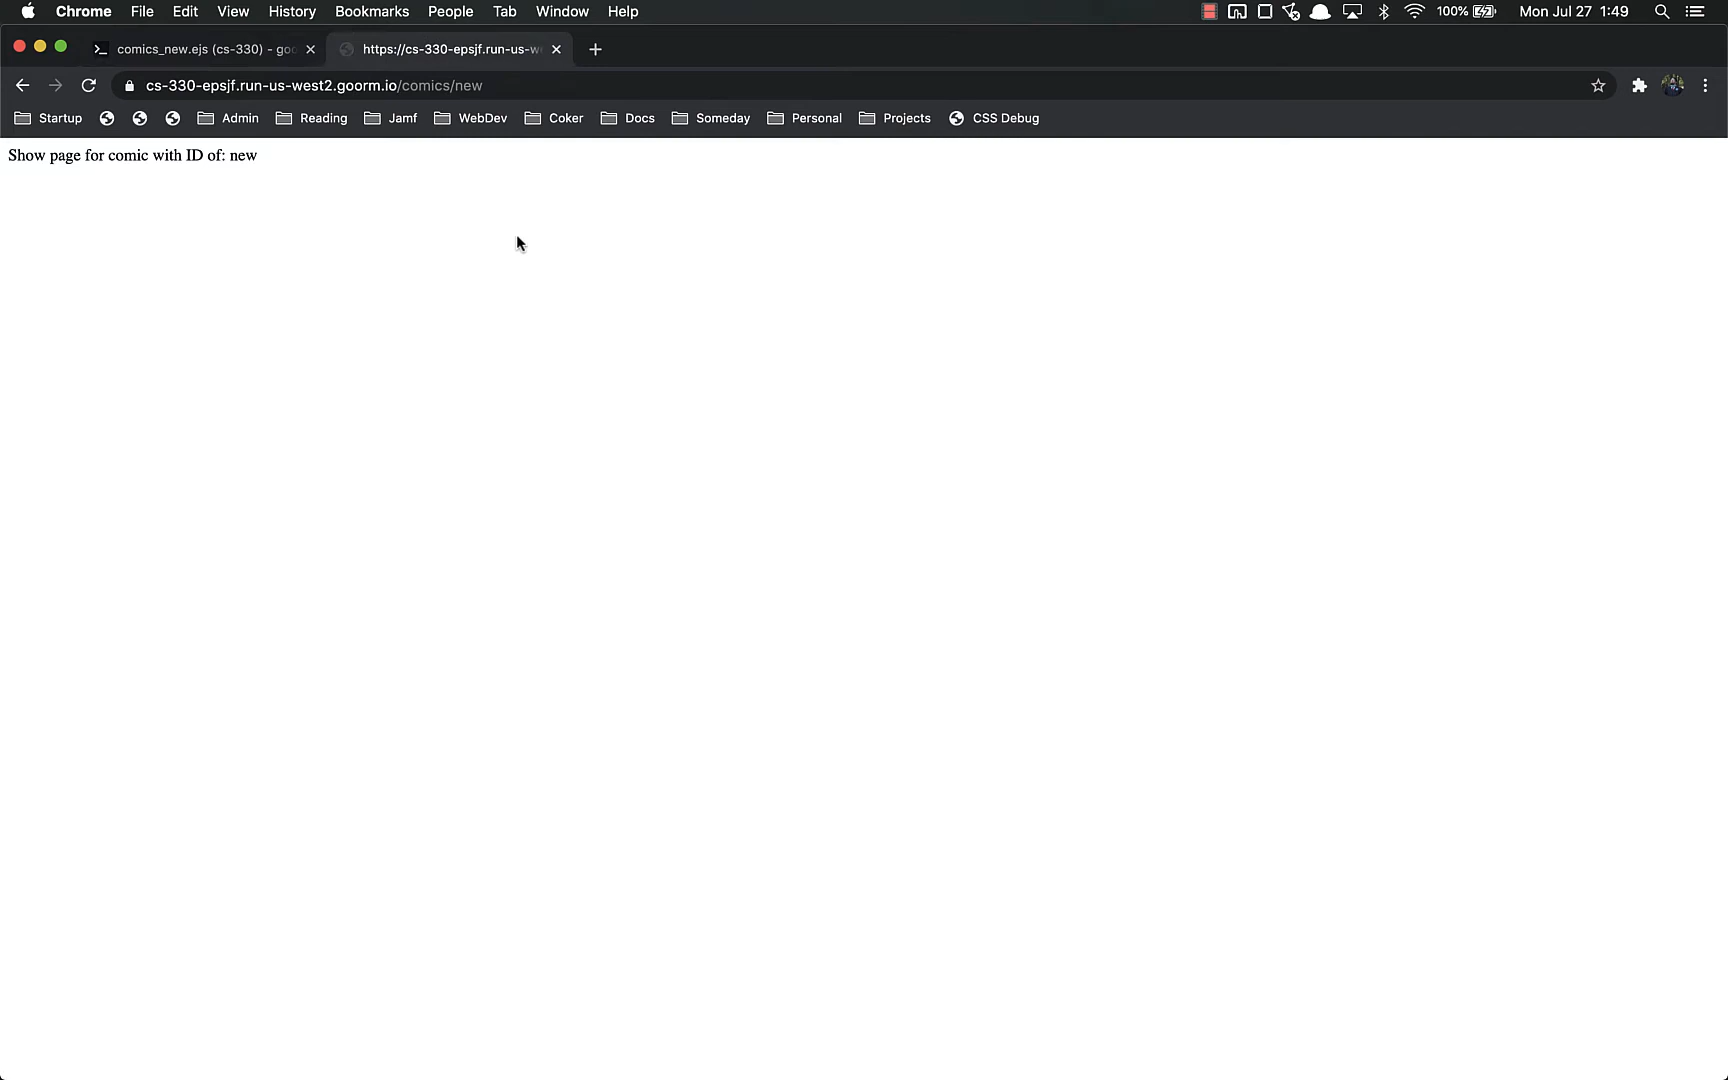 Chrome File Edit View History Bookmarks People Tab Window Help 100% Mon Jul 27 1:49
comics_new.ejs (cs-330) - goo https://cs-330-epsjf.run-us-w
cs-330-epsjf.run-us-west2.goorm.io/comics/new
Startup Admin Reading Jamf WebDev Coker Docs Someday Personal Projects CSS Debug
Show page for comic with ID of: new